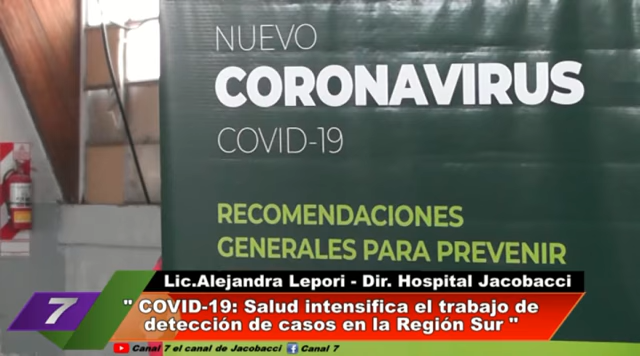 NUEVO
CORONAVIRUS
COVID-19
RECOMENDACIONES
GENERALES PARA PREVENIR
Lic.Alejandra Lepori - Dir. Hospital Jacobacci
7
" COVID-19: Salud intensifica el trabajo de
detección de casos en la Región Sur "
Canal 7 el canal de Jacobacci Canal 7